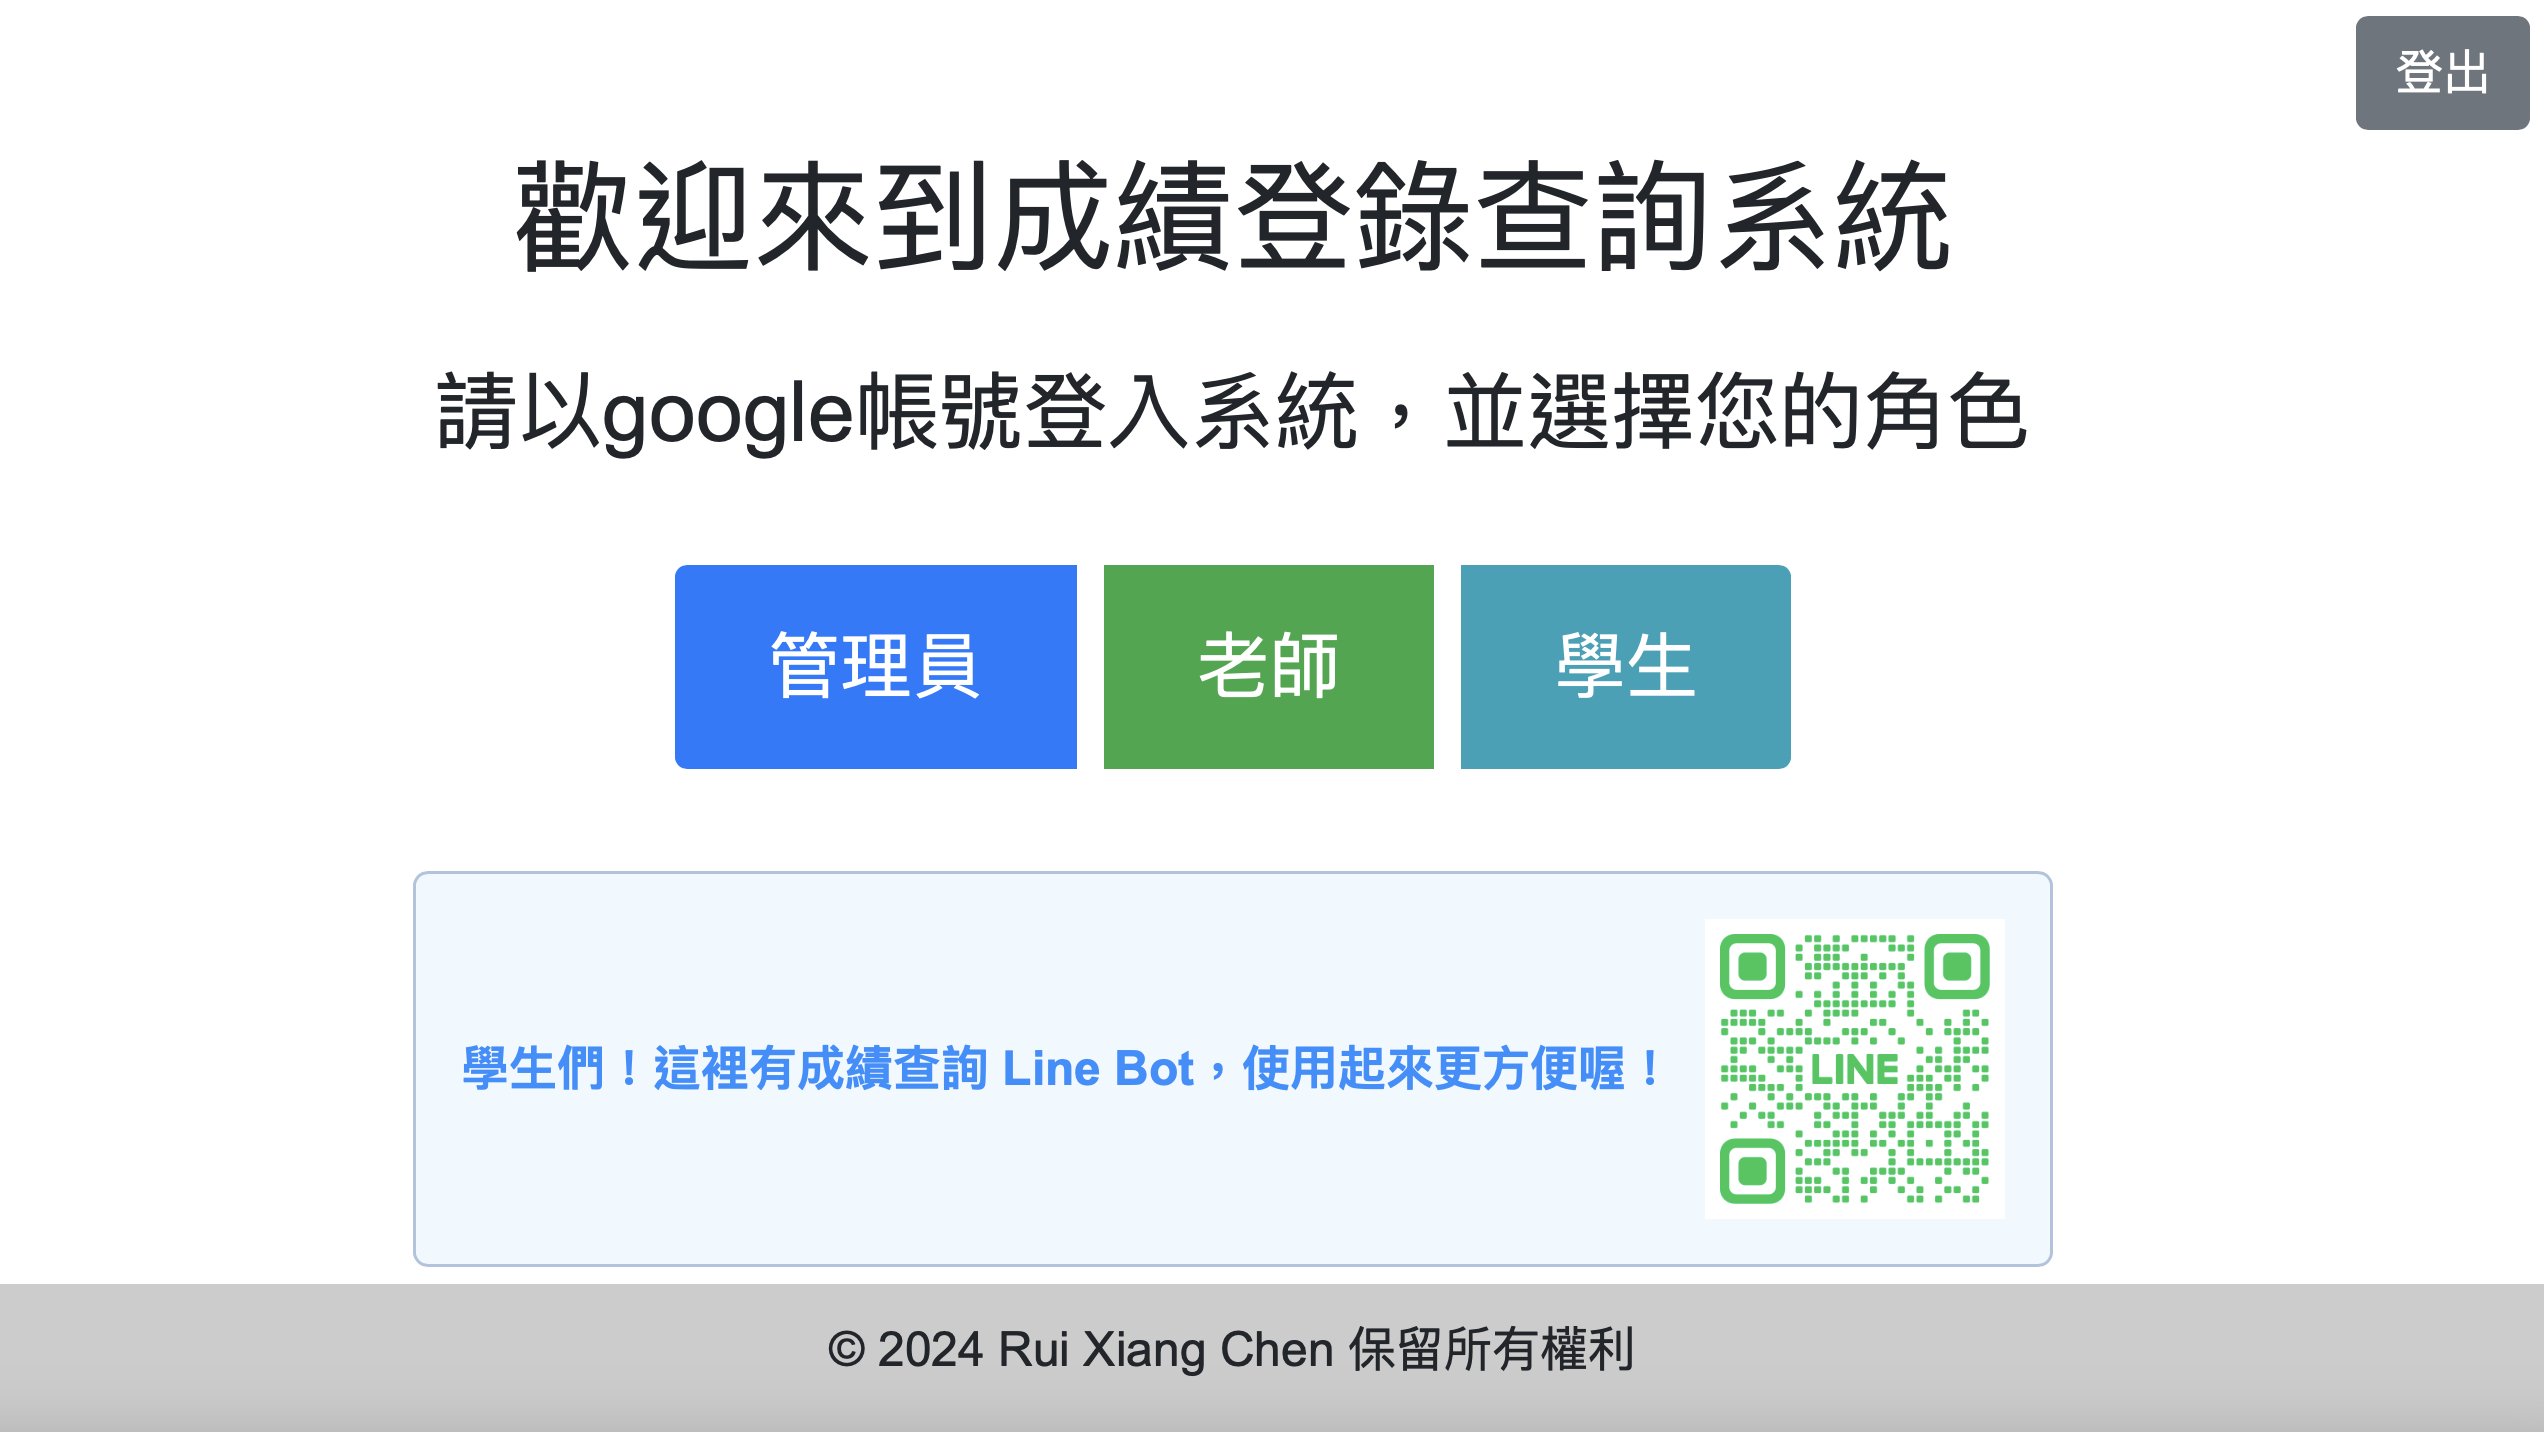 登出
歡迎來到成績登錄查詢系統
請以google帳號登入系統，並選擇您的角色
管理員 老師 學生
學生們！這裡有成績查詢 Line Bot，使用起來更方便喔！
LINE
© 2024 Rui Xiang Chen 保留所有權利